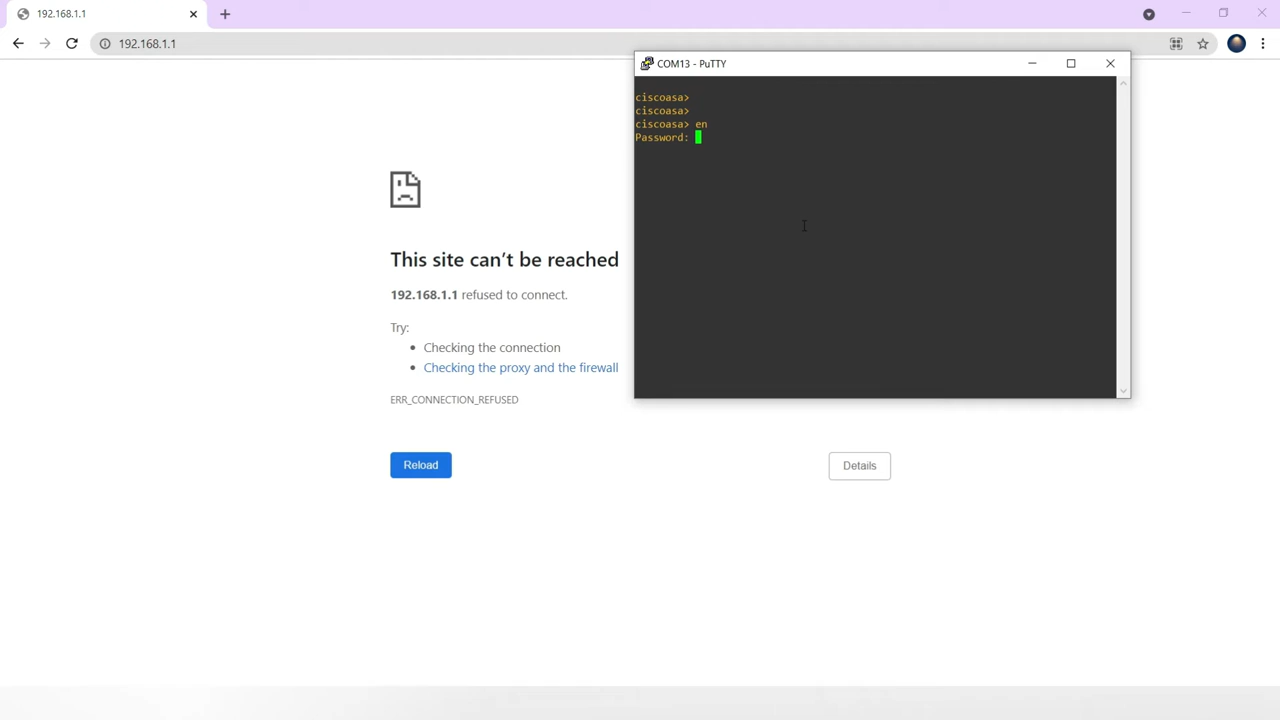 192.168.1.1
192.168.1.1
COM13 - PuTTY
ciscoasa>
ciscoasa>
ciscoasa> en
Password:
This site can't be reached
192.168.1.1 refused to connect.
Try:
• Checking the connection
• Checking the proxy and the firewall
ERR_CONNECTION_REFUSED
Reload
Details